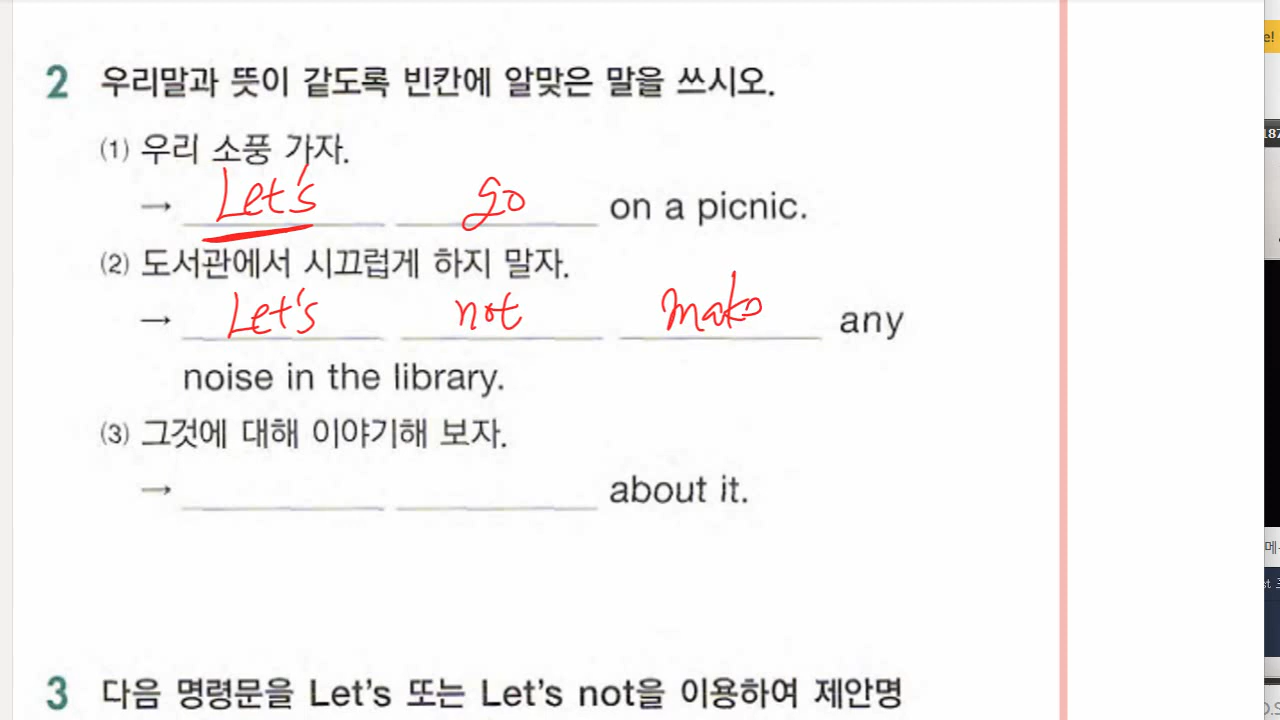 2 우리말과 뜻이 같도록 빈칸에 알맞은 말을 쓰시오.
(1) 우리 소풍 가자.
→ Let's go on a picnic.
(2) 도서관에서 시끄럽게 하지 말자.
→ Let's not make any
noise in the library.
(3) 그것에 대해 이야기해 보자.
→ about it.
3 다음 명령문을 Let's 또는 Let's not을 이용하여 제안명
e!
187
메
st